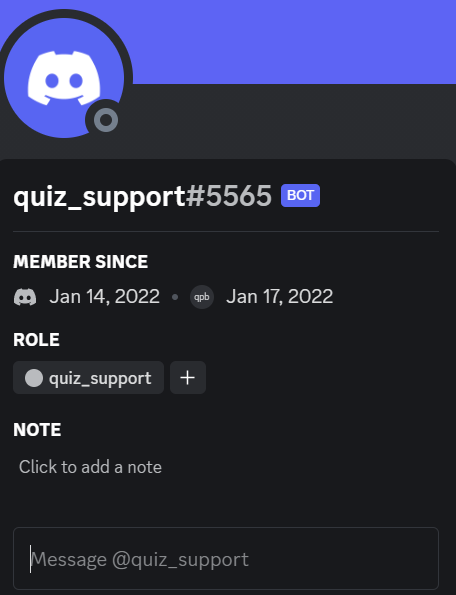 quiz_support#5565 BOT
MEMBER SINCE
Jan 14, 2022 • qpb Jan 17, 2022
ROLE
quiz_support +
NOTE
Click to add a note
Message @quiz_support